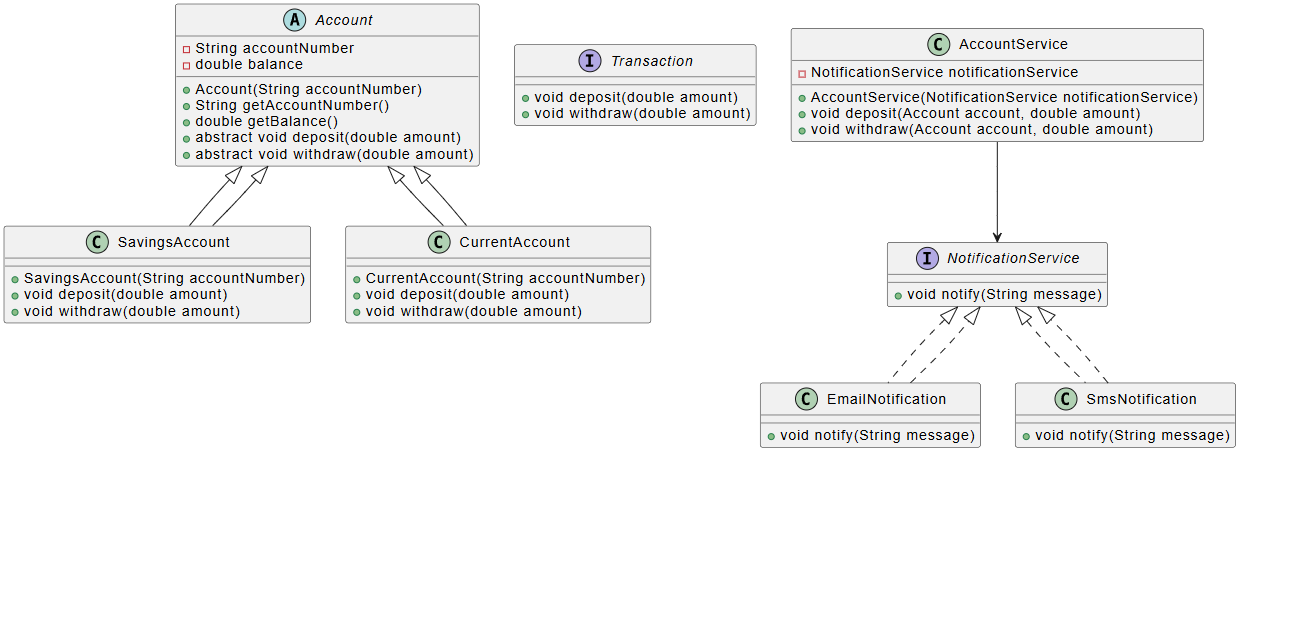 A Account
String accountNumber
double balance
Account(String accountNumber)
String getAccountNumber()
double getBalance()
abstract void deposit(double amount)
abstract void withdraw(double amount)
I Transaction
void deposit(double amount)
void withdraw(double amount)
C AccountService
NotificationService notificationService
AccountService(NotificationService notificationService)
void deposit(Account account, double amount)
void withdraw(Account account, double amount)
C SavingsAccount
SavingsAccount(String accountNumber)
void deposit(double amount)
void withdraw(double amount)
C CurrentAccount
CurrentAccount(String accountNumber)
void deposit(double amount)
void withdraw(double amount)
I NotificationService
void notify(String message)
C EmailNotification
void notify(String message)
C SmsNotification
void notify(String message)